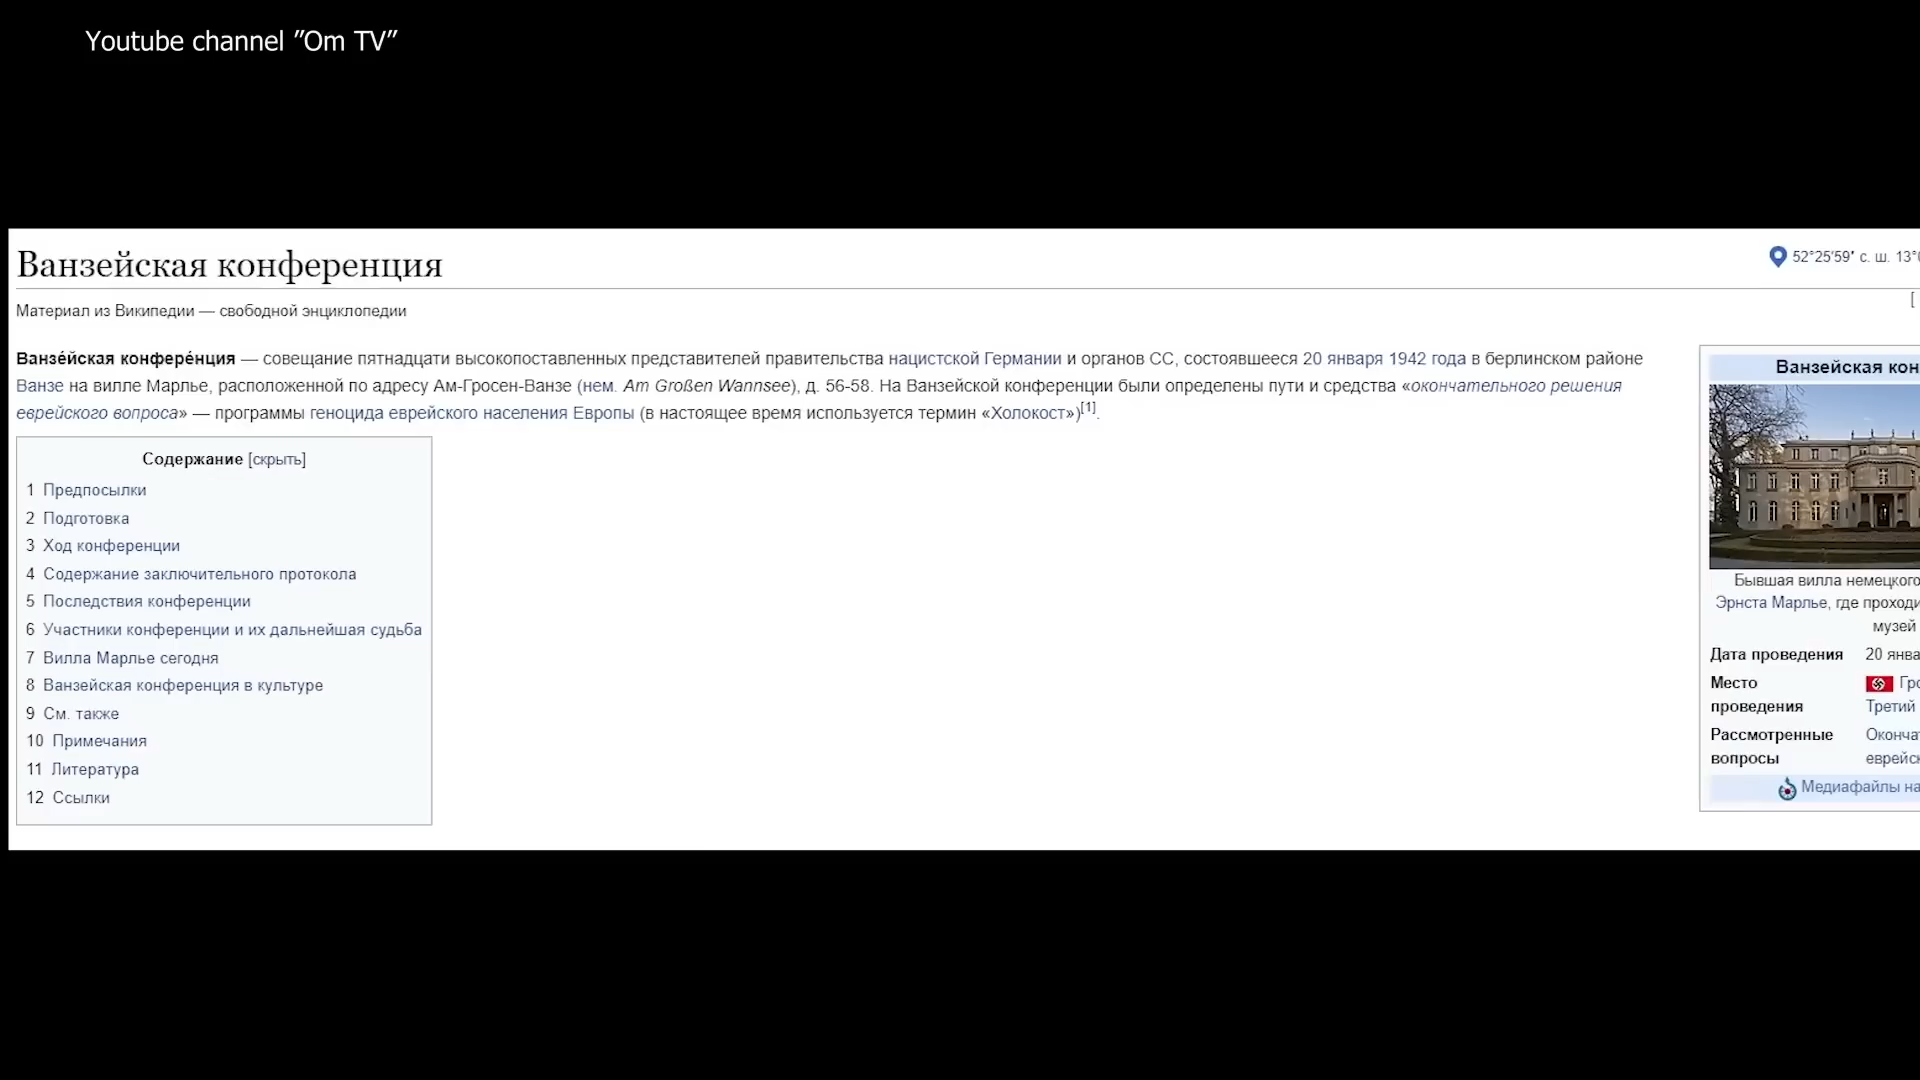 Youtube channel ”Om TV”
Ванзейская конференция
52°25′59″ с. ш. 13°
[
Материал из Википедии — свободной энциклопедии
Ванзе́йская конфере́нция — совещание пятнадцати высокопоставленных представителей правительства нацистской Германии и органов СС, состоявшееся 20 января 1942 года в берлинском районе
Ванзе на вилле Марлье, расположенной по адресу Ам-Гросен-Ванзе (нем. Am Großen Wannsee), д. 56-58. На Ванзейской конференции были определены пути и средства «окончательного решения
еврейского вопроса» — программы геноцида еврейского населения Европы (в настоящее время используется термин «Холокост»)[1].
Содержание [скрыть]
1 Предпосылки
2 Подготовка
3 Ход конференции
4 Содержание заключительного протокола
5 Последствия конференции
6 Участники конференции и их дальнейшая судьба
7 Вилла Марлье сегодня
8 Ванзейская конференция в культуре
9 См. также
10 Примечания
11 Литература
12 Ссылки
Ванзейская кон
Бывшая вилла немецкого
Эрнста Марлье, где проходи
музей
Дата проведения 20 янва
Место Гро
проведения Третий
Рассмотренные Оконча
вопросы еврейск
Медиафайлы на